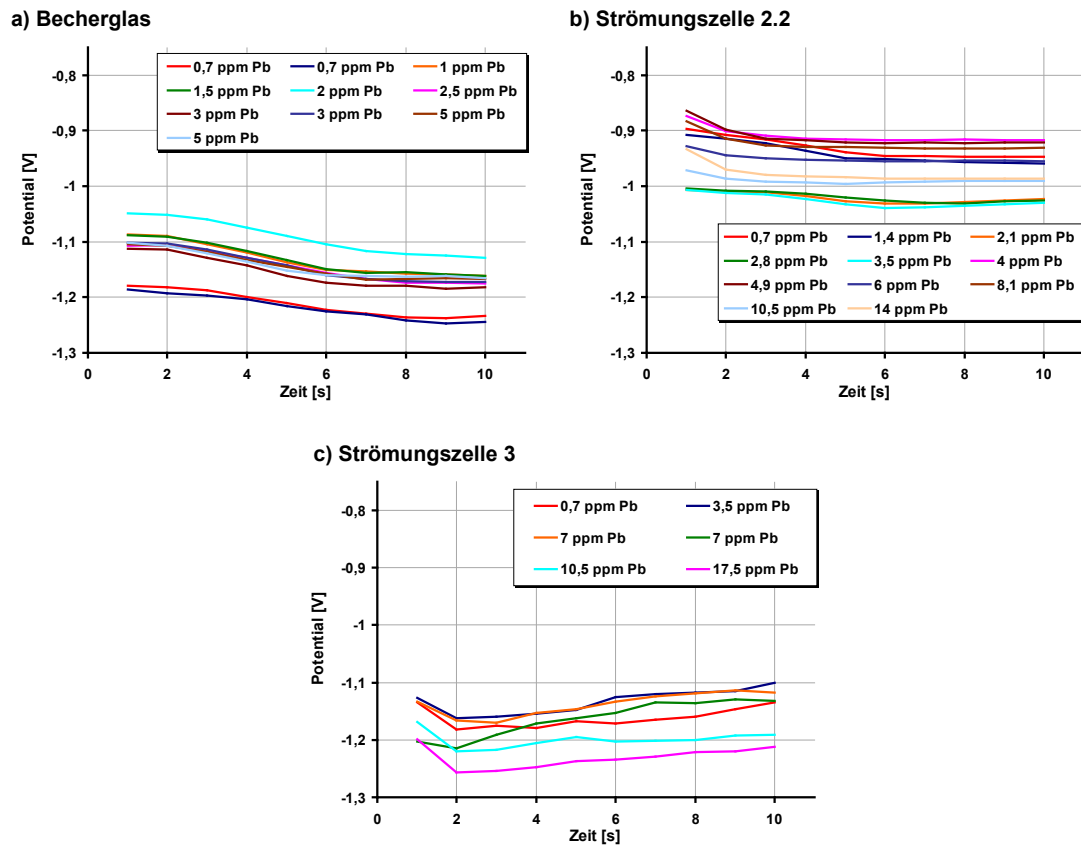 a) Becherglas
0,7 ppm Pb 0,7 ppm Pb 1 ppm Pb
1,5 ppm Pb 2 ppm Pb 2,5 ppm Pb
3 ppm Pb 3 ppm Pb 5 ppm Pb
5 ppm Pb
Potential [V]
-0,8
-0,9
-1
-1,1
-1,2
-1,3
0 2 4 6 8 10
Zeit [s]
b) Strömungszelle 2.2
Potential [V]
-0,8
-0,9
-1
-1,1
-1,2
-1,3
0,7 ppm Pb 1,4 ppm Pb 2,1 ppm Pb
2,8 ppm Pb 3,5 ppm Pb 4 ppm Pb
4,9 ppm Pb 6 ppm Pb 8,1 ppm Pb
10,5 ppm Pb 14 ppm Pb
0 2 4 6 8 10
Zeit [s]
c) Strömungszelle 3
0,7 ppm Pb 3,5 ppm Pb
7 ppm Pb 7 ppm Pb
10,5 ppm Pb 17,5 ppm Pb
Potential [V]
-0,8
-0,9
-1
-1,1
-1,2
-1,3
0 2 4 6 8 10
Zeit [s]